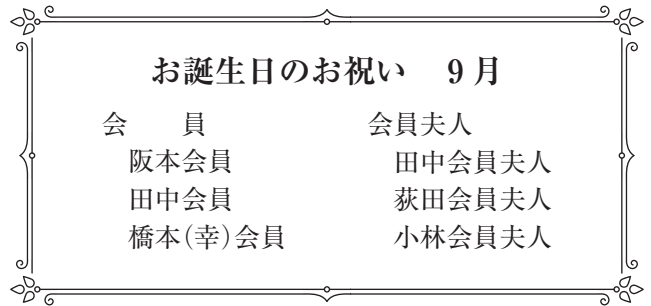 お誕生日のお祝い　9月
会　　員　　　会員夫人
阪本会員　　　田中会員夫人
田中会員　　　荻田会員夫人
橋本(幸)会員　　　小林会員夫人